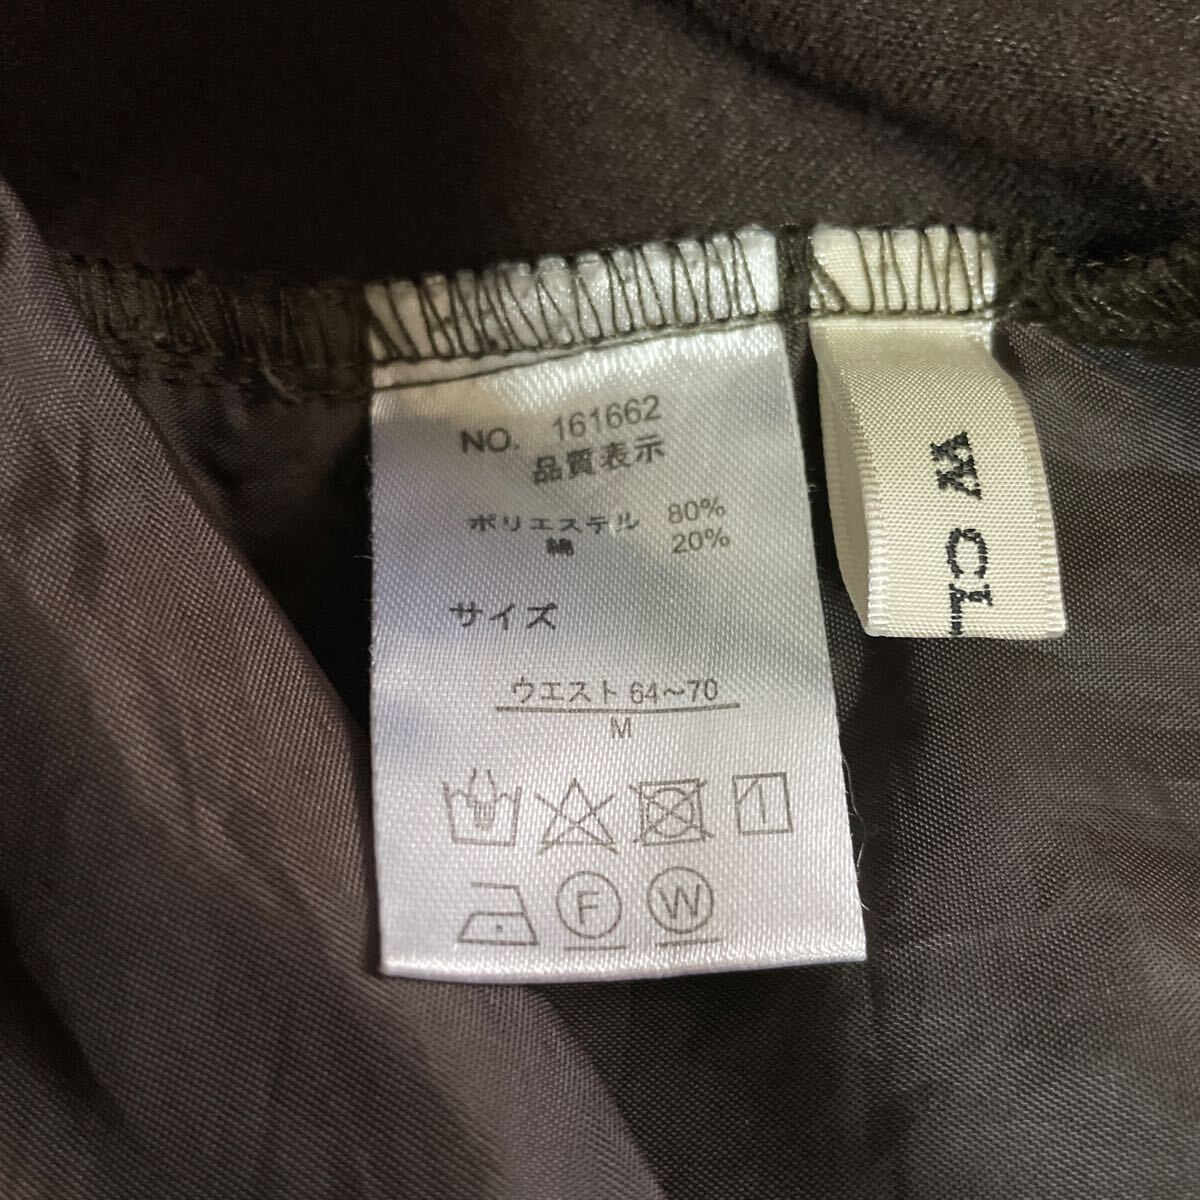 NO. 161662
品質表示
ポリエステル 80%
綿 20%
サイズ
ウエスト 64～70
M
F W
W CL